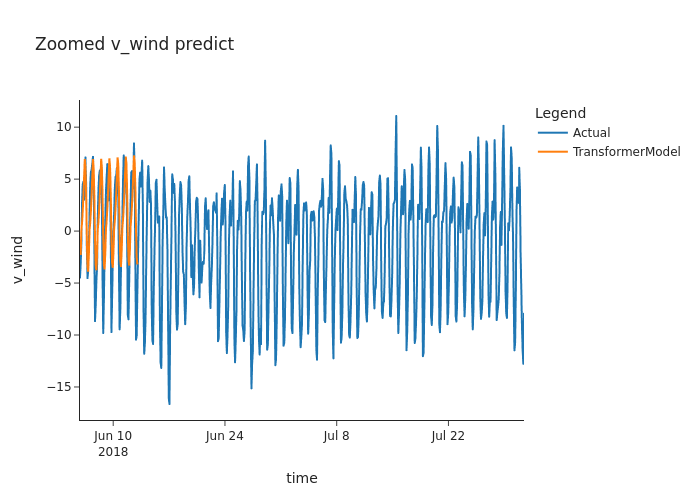 Zoomed v_wind predict
Legend
Actual
TransformerModel
10
5
0
−5
−10
−15
v_wind
Jun 10
2018
Jun 24
Jul 8
Jul 22
time